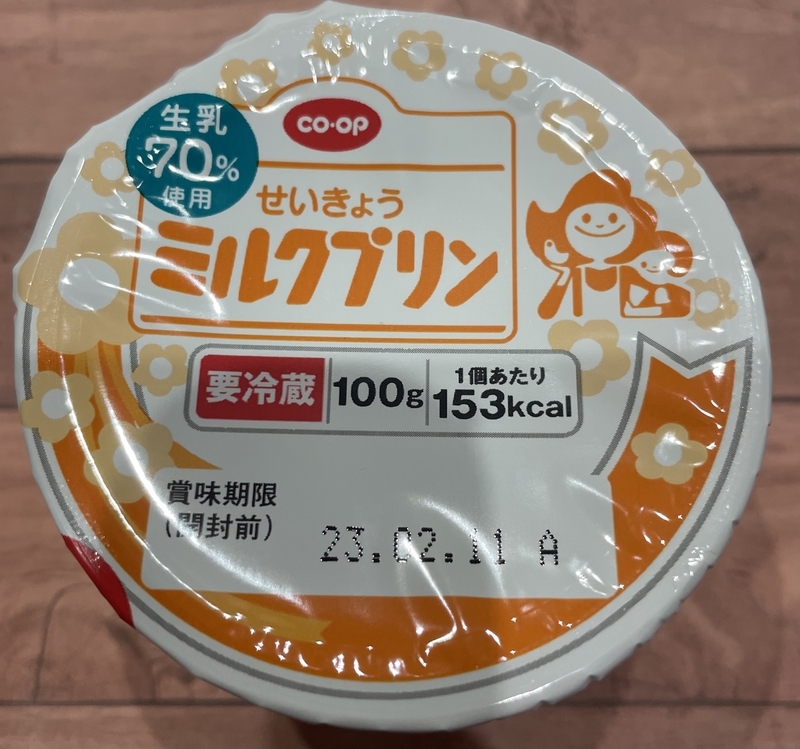 生乳
70%
使用
CO·OP
せいきょう
ミルクプリン
要冷蔵
100g
1個あたり
153kcal
賞味期限
(開封前)
23.02.11 A